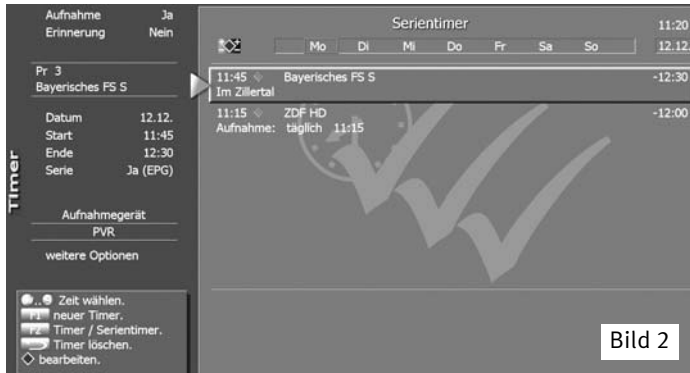 Aufnahme Ja
Erinnerung Nein
Pr 3
Bayerisches FS S
Datum 12.12.
Start 11:45
Ende 12:30
Serie Ja (EPG)
Aufnahmegerät
PVR
weitere Optionen
Timer
0..9 Zeit wählen.
F1 neuer Timer.
F2 Timer / Serientimer.
Timer löschen.
bearbeiten.
Serientimer 11:20
Mo Di Mi Do Fr Sa So 12.12.
11:45 Bayerisches FS S -12:30
Im Zillertal
11:15 ZDF HD -12:00
Aufnahme: täglich 11:15
Bild 2